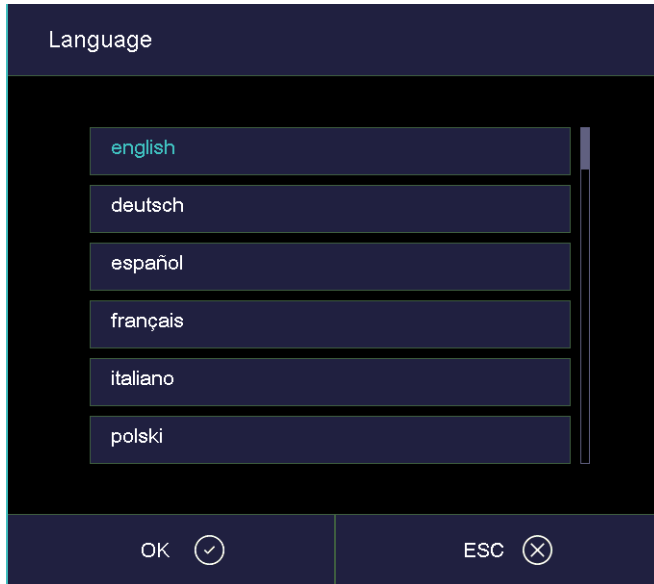 Language
english
deutsch
español
français
italiano
polski
OK ESC